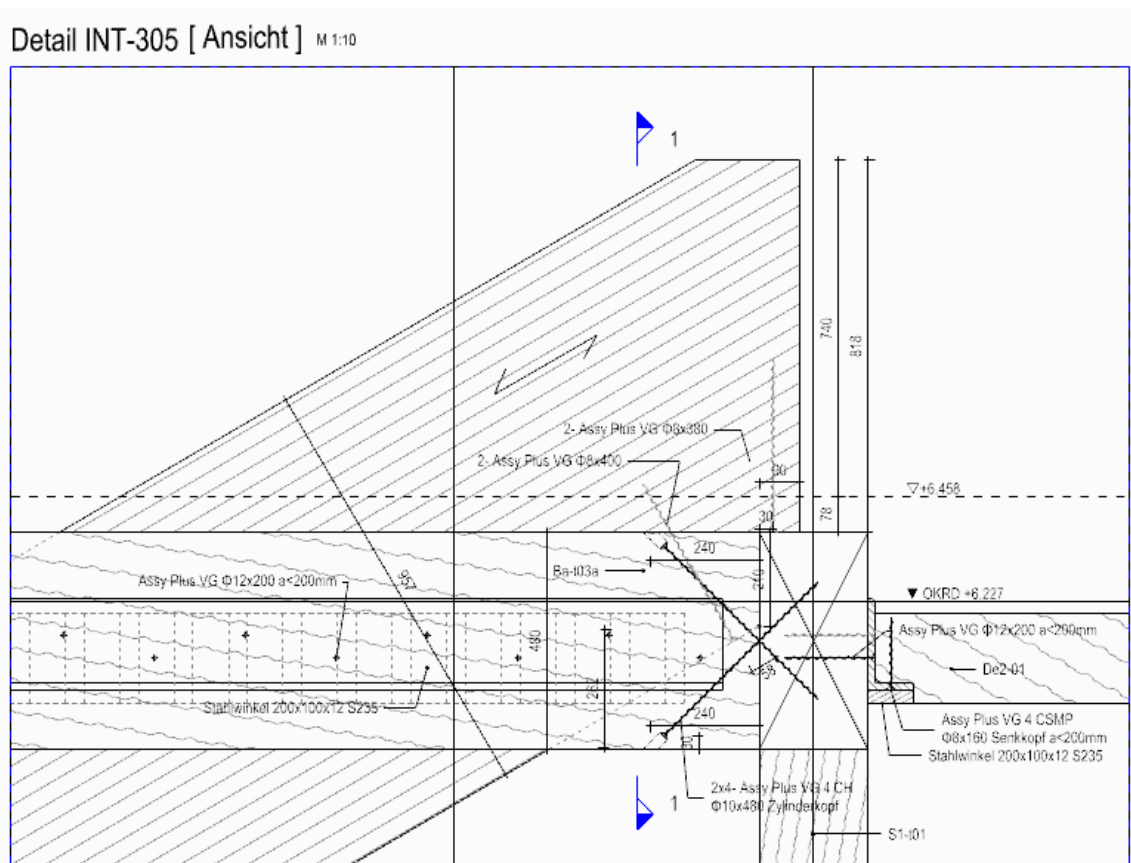 Detail INT-305 [ Ansicht ] M 1:10
1
740
818
2- Assy Plus VG Φ8x380
2- Assy Plus VG Φ8x400
▽+6.458
78
30
240
Ba-t03a
Assy Plus VG Φ12x200 a<200mm
▼ OKRD +6.227
Assy Plus VG Φ12x200 a<200mm
480
De2-01
Stahlwinkel 200x100x12 S235
240
Assy Plus VG 4 CSMP
Φ8x160 Senkkopf a<200mm
Stahlwinkel 200x100x12 S235
2x4- Assy Plus VG 4 CH
Φ10x480 Zylinderkopf
1
S1-t01